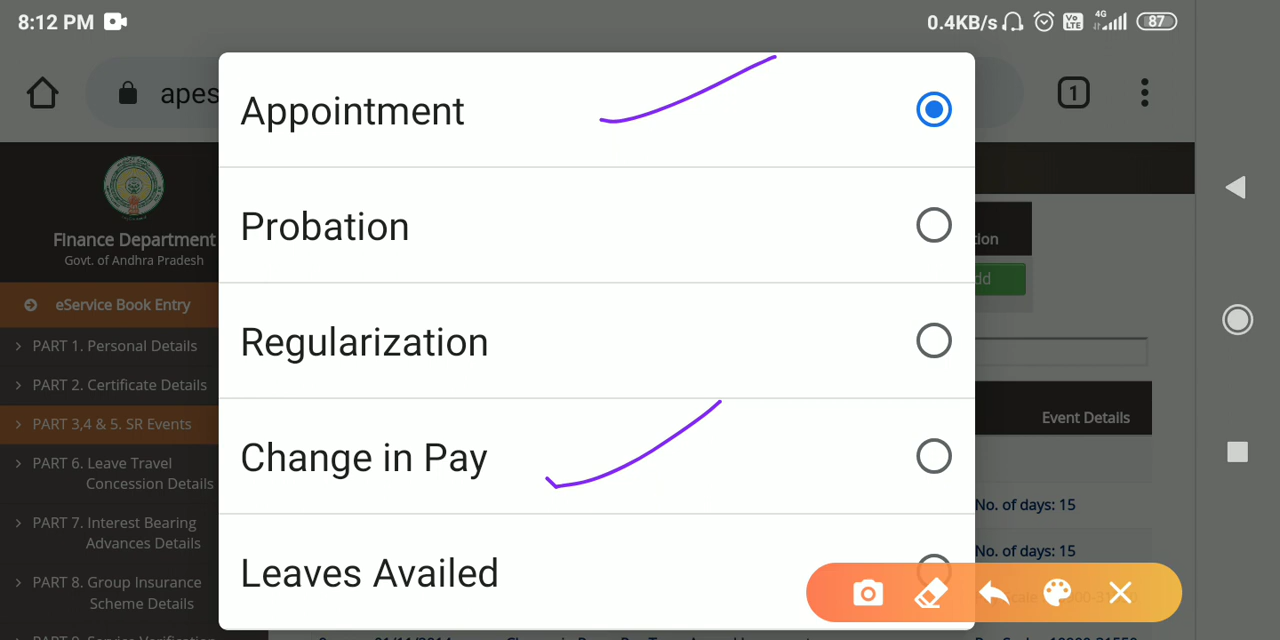 8:12 PM
0.4KB/s
Vo LTE
4G
87
apes
1
Appointment
Probation
Regularization
Change in Pay
Leaves Availed
Finance Department
Govt. of Andhra Pradesh
eService Book Entry
PART 1. Personal Details
PART 2. Certificate Details
PART 3,4 & 5. SR Events
PART 6. Leave Travel
Concession Details
PART 7. Interest Bearing
Advances Details
PART 8. Group Insurance
Scheme Details
tion
dd
Event Details
No. of days: 15
No. of days: 15